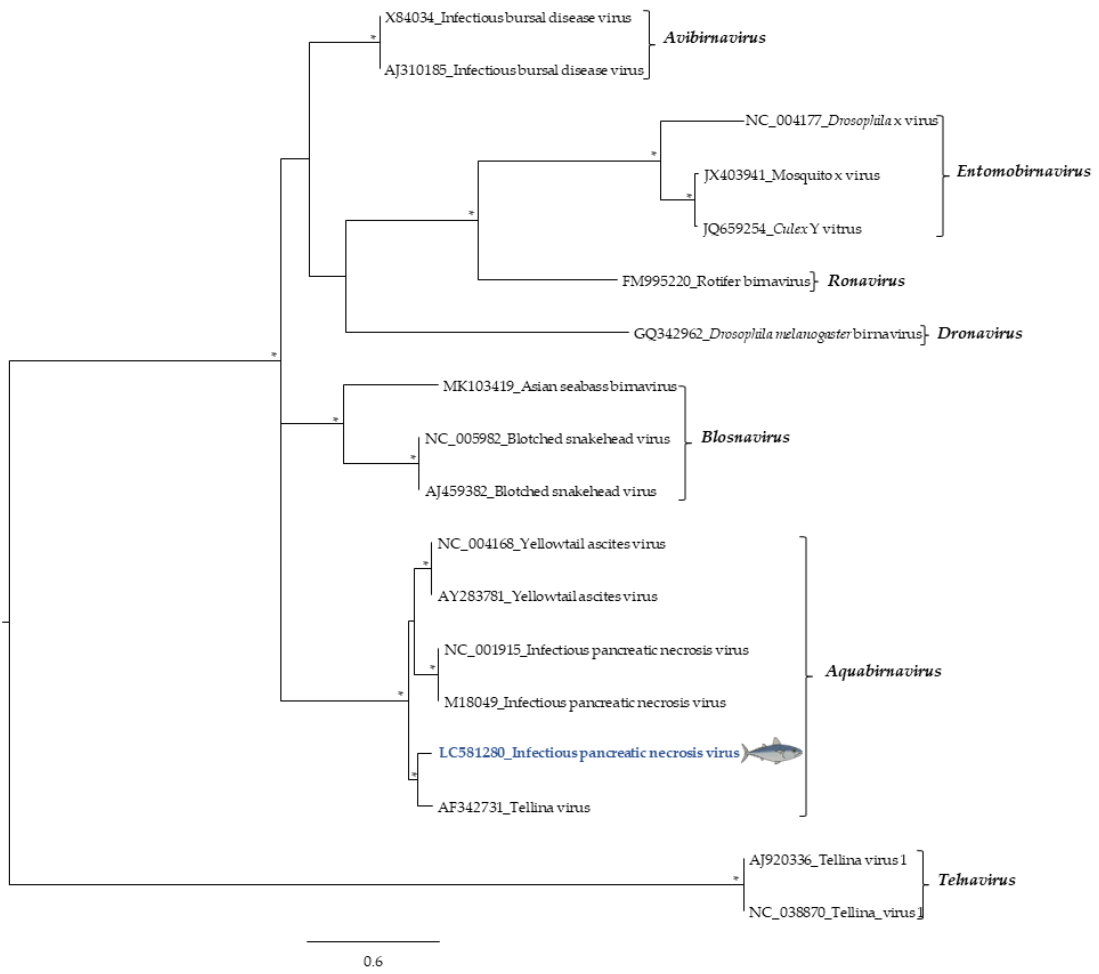 X84034_Infectious bursal disease virus
*
Avibirnavirus
AJ310185_Infectious bursal disease virus
NC_004177_Drosophila x virus
*
JX403941_Mosquito x virus
Entomobirnavirus
*
*
JQ659254_Culex Y vitrus
FM995220_Rotifer birnavirus
Ronavirus
GQ342962_Drosophila melanogaster birnavirus
Dronavirus
*
MK103419_Asian seabass birnavirus
*
NC_005982_Blotched snakehead virus
Blosnavirus
*
AJ459382_Blotched snakehead virus
NC_004168_Yellowtail ascites virus
*
AY283781_Yellowtail ascites virus
NC_001915_Infectious pancreatic necrosis virus
*
Aquabirnavirus
*
M18049_Infectious pancreatic necrosis virus
LC581280_Infectious pancreatic necrosis virus
*
AF342731_Tellina virus
AJ920336_Tellina virus 1
*
Telnavirus
NC_038870_Tellina_virus 1
0.6